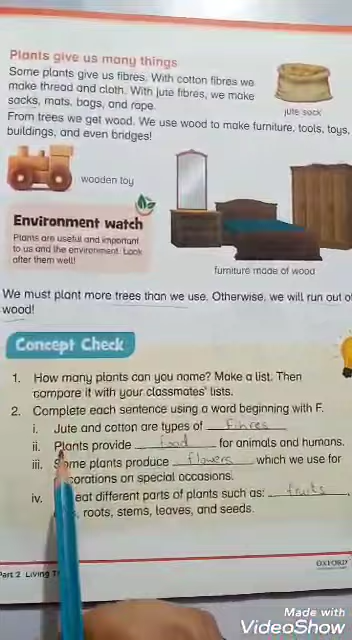 Plants give us many things
Some plants give us fibres. With cotton fibres we
make thread and cloth. With jute fibres, we make
sacks, mats, bags, and rope.
jute sack
From trees we get wood. We use wood to make furniture, tools, toys,
buildings, and even bridges!
wooden toy
Environment watch
Plants are useful and important
to us and the environment. Look
after them well!
furniture made of wood
We must plant more trees than we use. Otherwise, we will run out o
wood!
Concept Check
1. How many plants can you name? Make a list. Then
compare it with your classmates' lists.
2. Complete each sentence using a word beginning with F.
i. Jute and cotton are types of fibres
ii. Plants provide food for animals and humans.
iii. Some plants produce flowers which we use for
corations on special occasions.
iv. eat different parts of plants such as: fruits,
roots, stems, leaves, and seeds.
OXFORD
Part 2 Living T
Made with
VideoShow